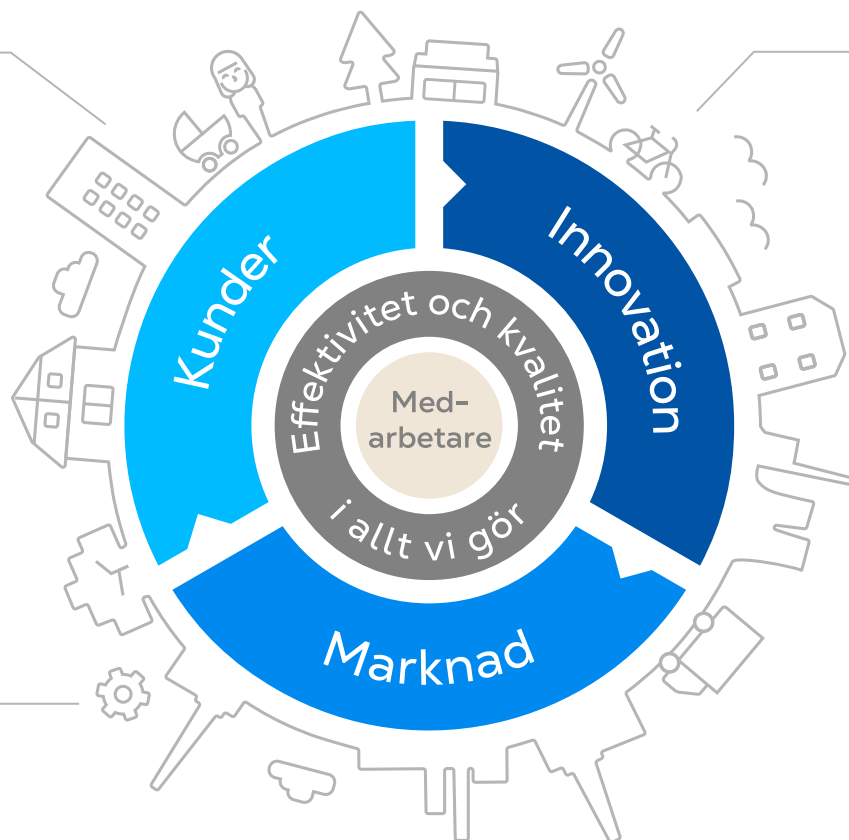 Kunder
Innovation
Marknad
Effektivitet och kvalitet
i allt vi gör
Med-
arbetare